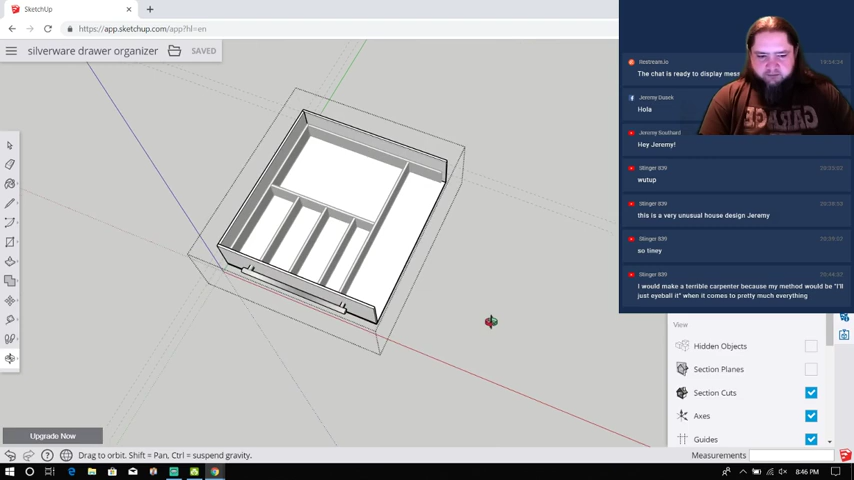 SketchUp
https://app.sketchup.com/app?hl=en
silverware drawer organizer
SAVED
Restream.io
The chat is ready to display mess
Jeremy Dusek
Hola
Jeremy Southard
Hey Jeremy!
Slinger 839
wutup
Slinger 839
this is a very unusual house design Jeremy
Slinger 839
so tiney
Slinger 839
I would make a terrible carpenter because my method would be "I'll
just eyeball it" when it comes to pretty much everything
GARAGE
View
Hidden Objects
Section Planes
Section Cuts
Axes
Guides
Upgrade Now
Drag to orbit. Shift = Pan, Ctrl = suspend gravity.
Measurements
8:46 PM